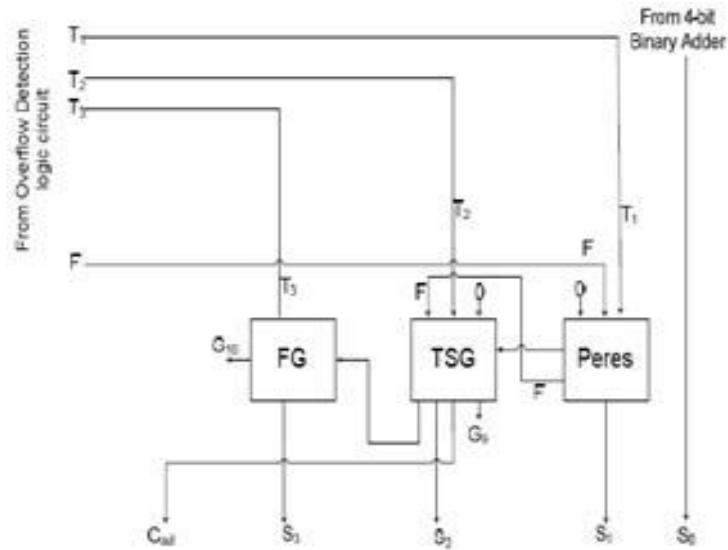 From 4-bit
Binary Adder
T1
T2
T3
From Overflow Detection
logic circuit
T2
T1
F
F
T3
F
0
0
G10
FG
TSG
Peres
F
G9
Cout
S3
S2
S1
S0